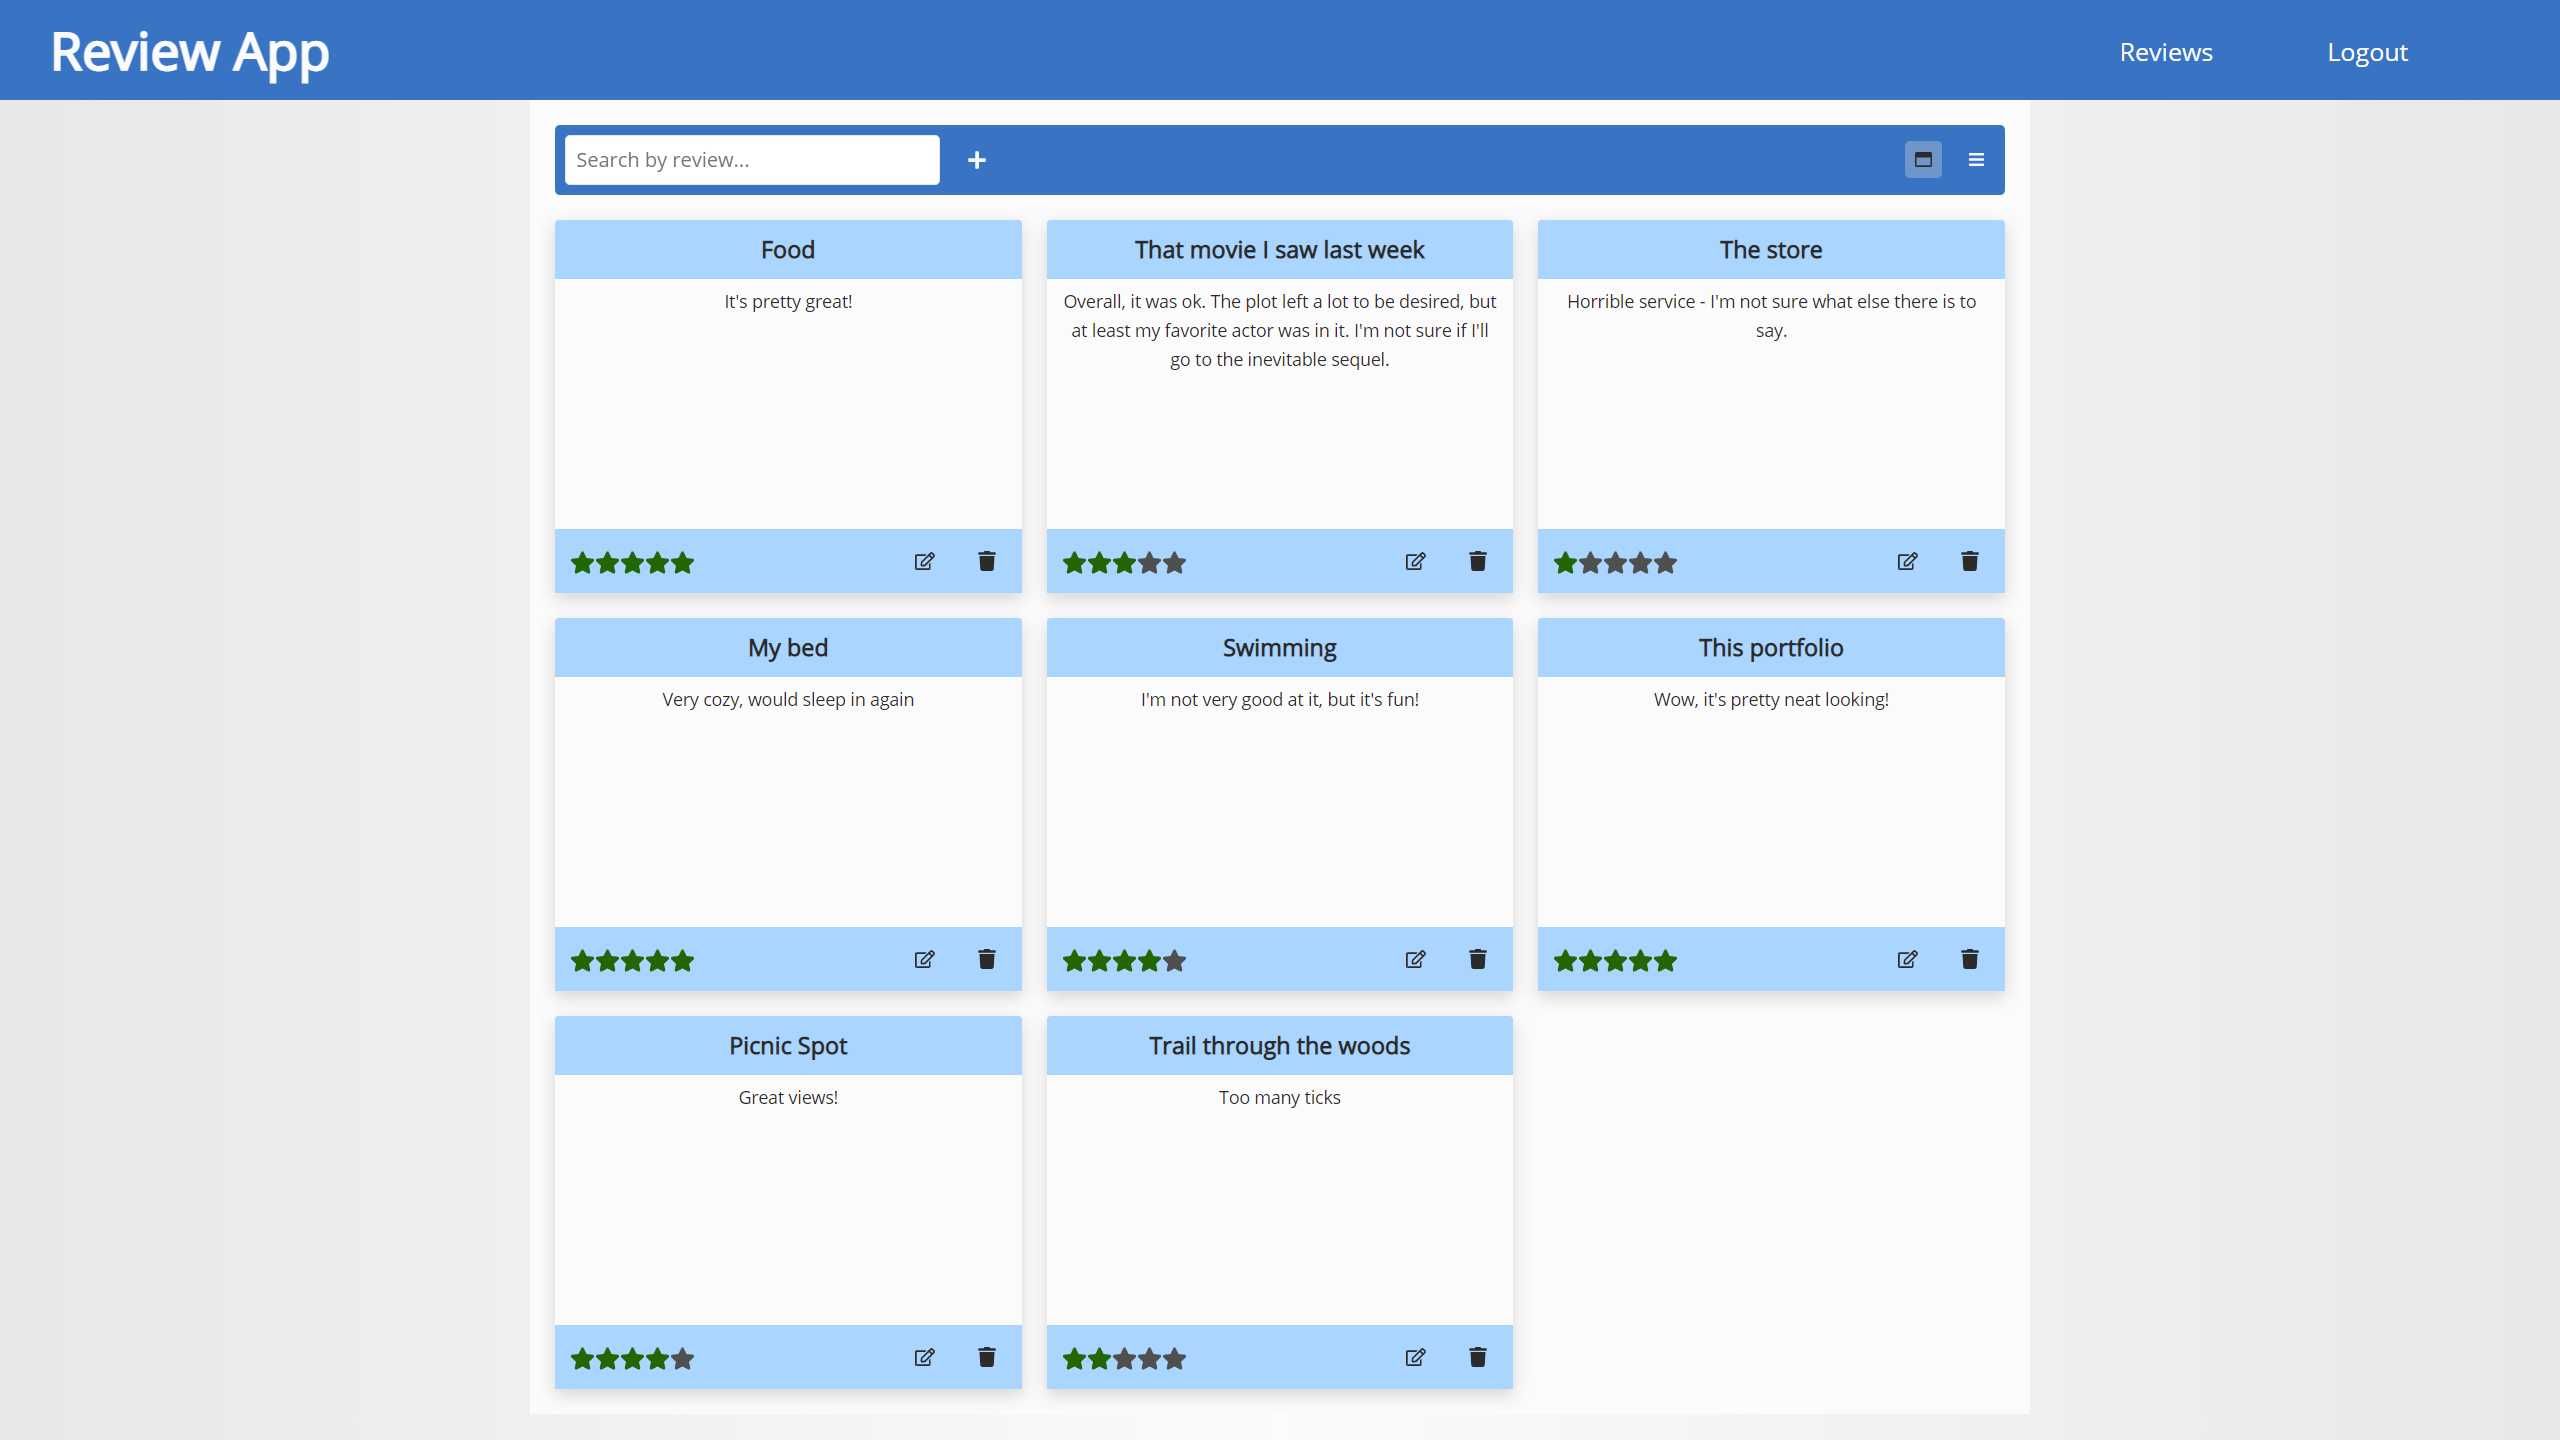 Review App
Reviews
Logout
Search by review...
Food
It's pretty great!
That movie I saw last week
Overall, it was ok. The plot left a lot to be desired, but
at least my favorite actor was in it. I'm not sure if I'll
go to the inevitable sequel.
The store
Horrible service - I'm not sure what else there is to
say.
My bed
Very cozy, would sleep in again
Swimming
I'm not very good at it, but it's fun!
This portfolio
Wow, it's pretty neat looking!
Picnic Spot
Great views!
Trail through the woods
Too many ticks